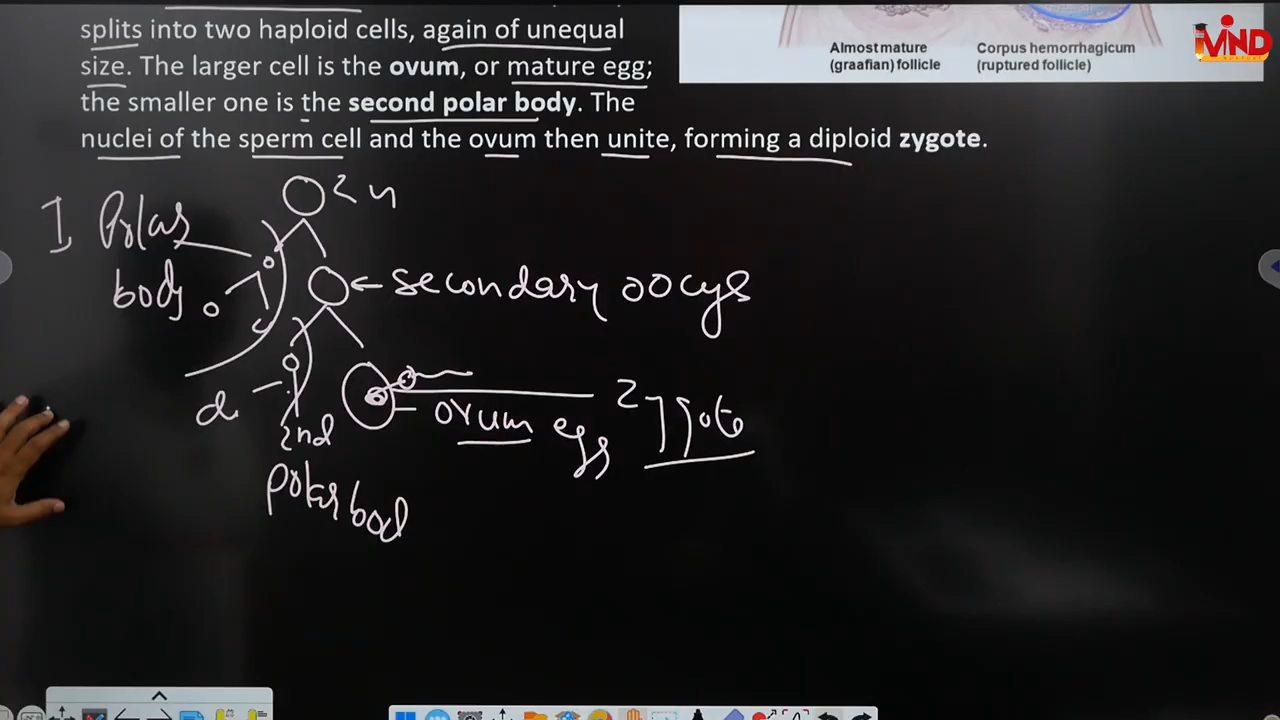 splits into two haploid cells, again of unequal
size. The larger cell is the ovum, or mature egg;
the smaller one is the second polar body. The
nuclei of the sperm cell and the ovum then unite, forming a diploid zygote.
Almost mature
(graafian) follicle
Corpus hemorrhagicum
(ruptured follicle)
MIND
2n
I Polar
body
secondary oocys
2nd
polar bod
ovum egg
zygote